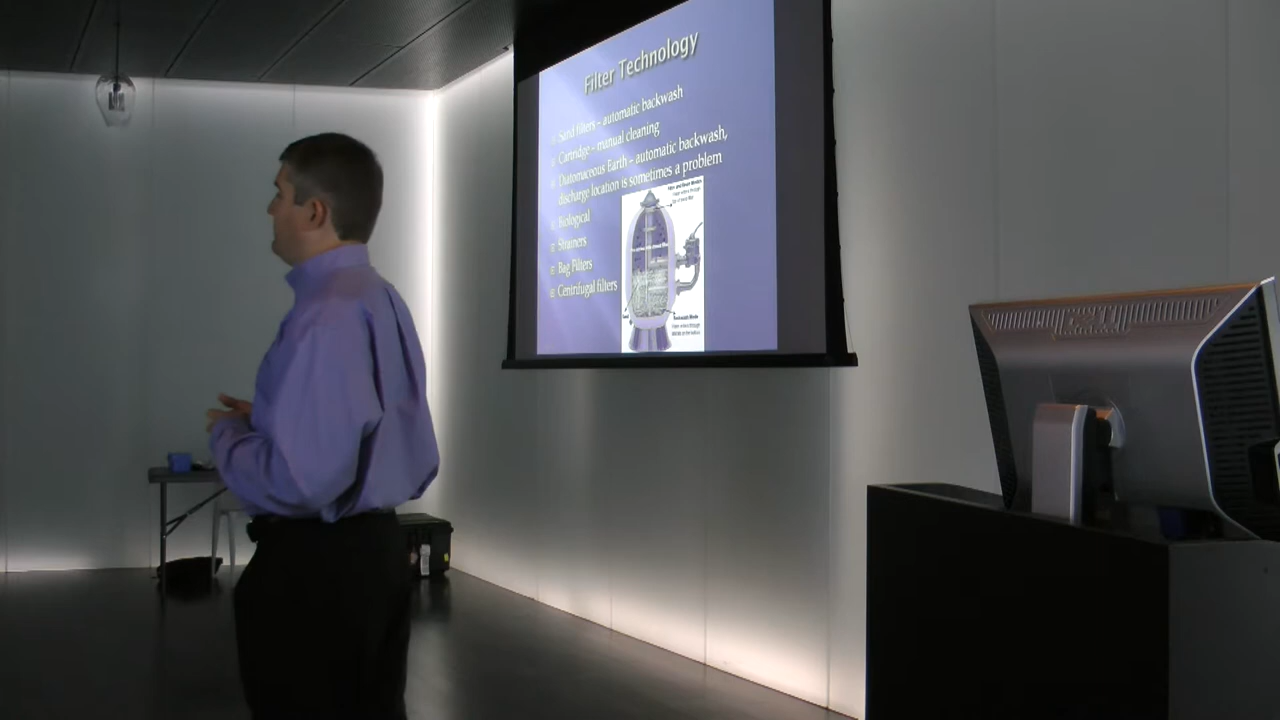 Filter Technology
Sand filters – automatic backwash
Cartridge – manual cleaning
Diatomaceous Earth – automatic backwash,
discharge location is sometimes a problem
Biological
Strainers
Bag Filters
Centrifugal filters